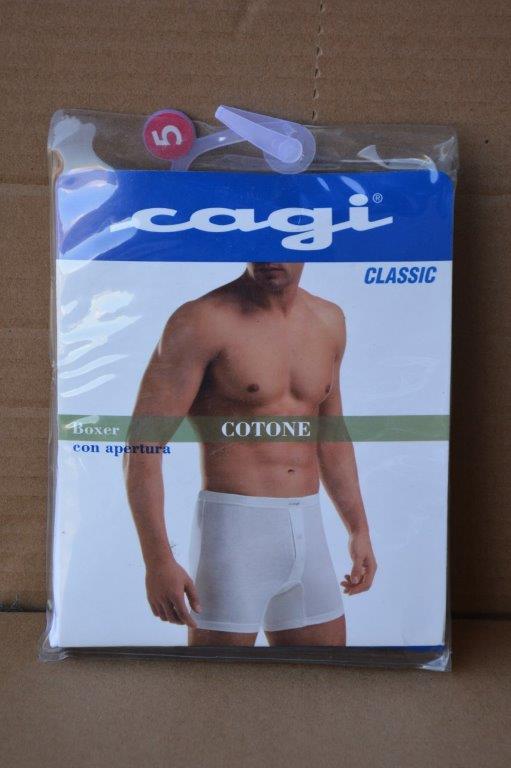 5
cagi®
CLASSIC
Boxer COTONE
con apertura